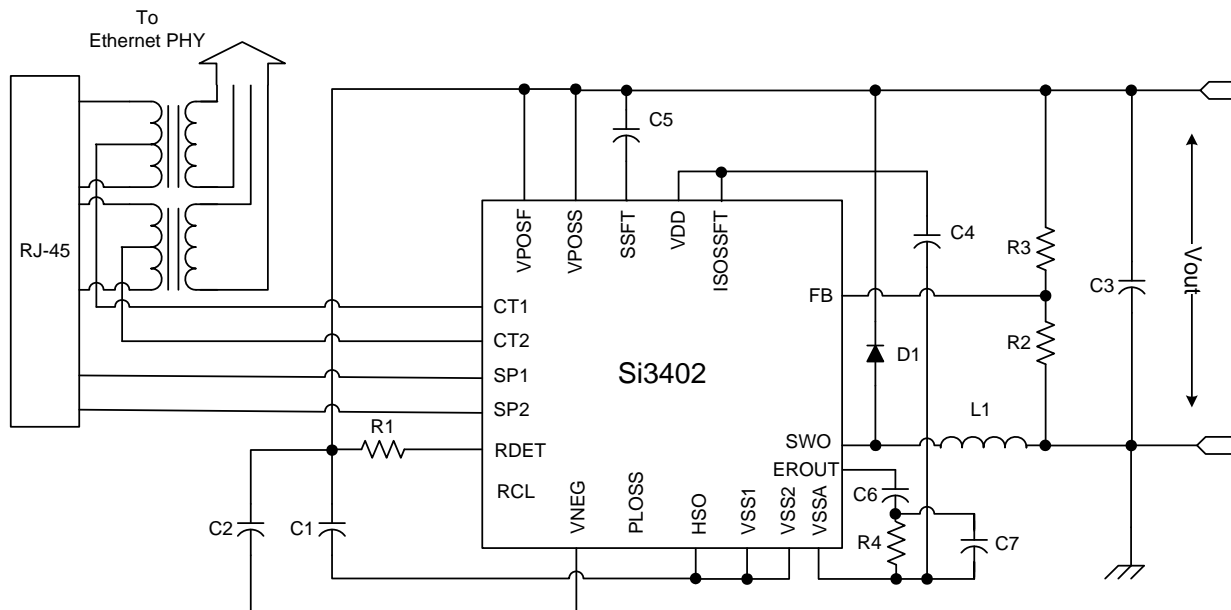 To
Ethernet PHY
RJ-45
C5
VPOSF
VPOSS
SSFT
VDD
ISOSSFT
C4
R3
C3
Vout
CT1
FB
CT2
R2
D1
Si3402
SP1
SP2
L1
R1
RDET
SWO
EROUT
RCL
C6
C2
C1
VNEG
PLOSS
HSO
VSS1
VSS2
VSSA
R4
C7